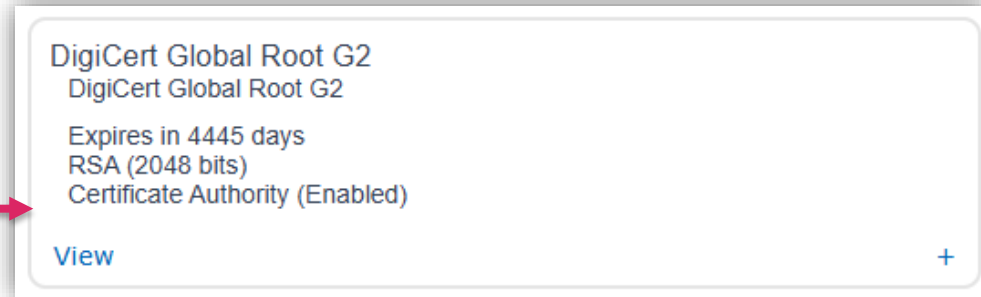 DigiCert Global Root G2
DigiCert Global Root G2
Expires in 4445 days
RSA (2048 bits)
Certificate Authority (Enabled)
View +